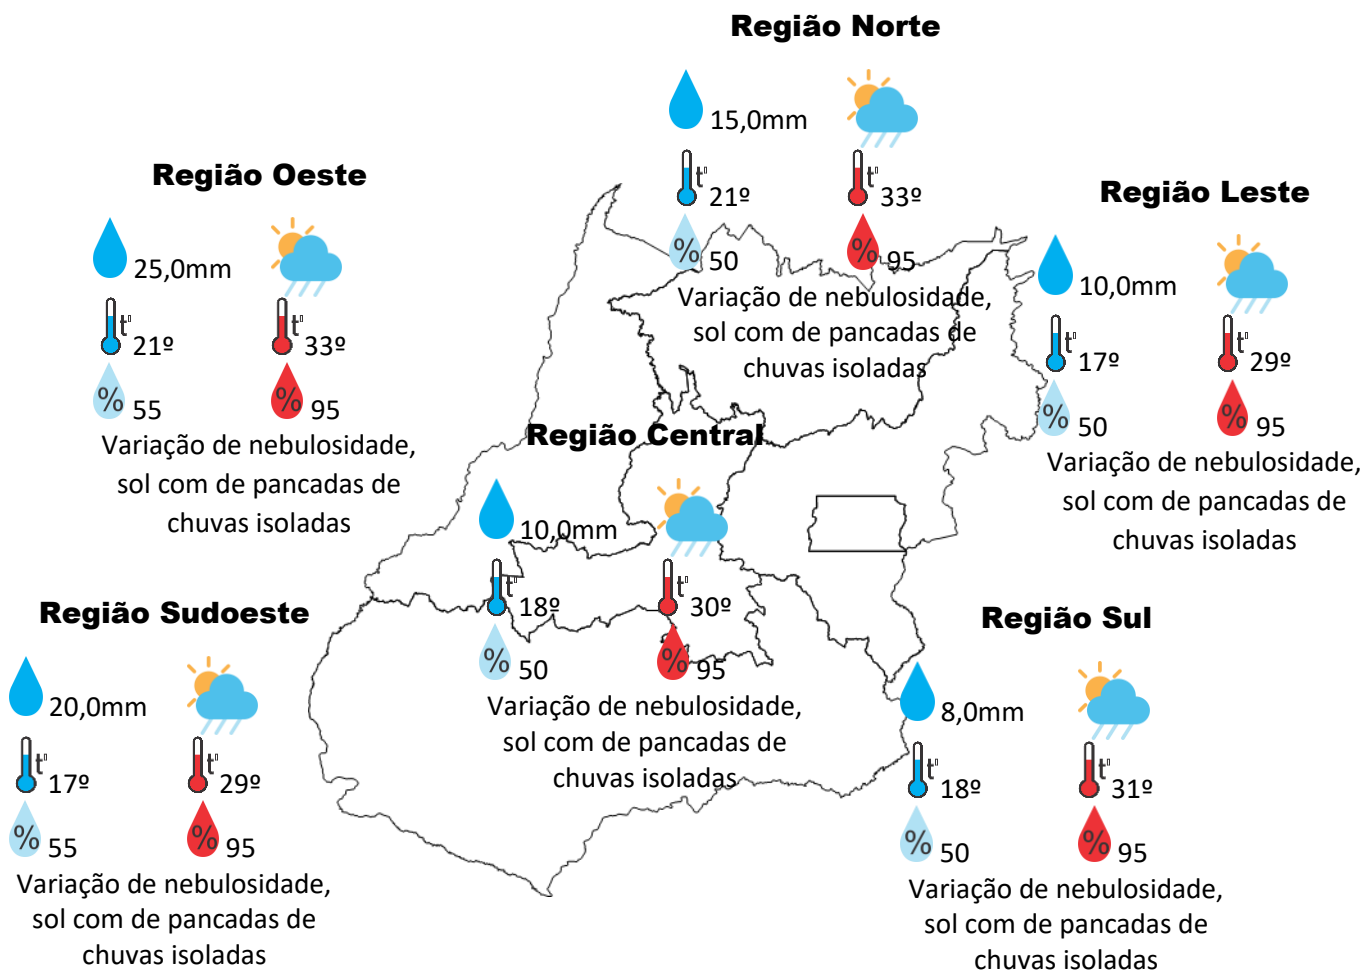 Região Norte
15,0mm
t°
21º
33º
%
50
%
95
Variação de nebulosidade,
sol com de pancadas de
chuvas isoladas
Região Oeste
25,0mm
t°
21º
t°
33º
%
55
%
95
Variação de nebulosidade,
sol com de pancadas de
chuvas isoladas
Região Leste
10,0mm
t°
17º
t°
29º
%
50
%
95
Variação de nebulosidade,
sol com de pancadas de
chuvas isoladas
Região Central
10,0mm
t°
18º
t°
30º
%
50
%
95
Variação de nebulosidade,
sol com de pancadas de
chuvas isoladas
Região Sudoeste
20,0mm
t°
17º
t°
29º
%
55
%
95
Variação de nebulosidade,
sol com de pancadas de
chuvas isoladas
Região Sul
8,0mm
t°
18º
t°
31º
%
50
%
95
Variação de nebulosidade,
sol com de pancadas de
chuvas isoladas